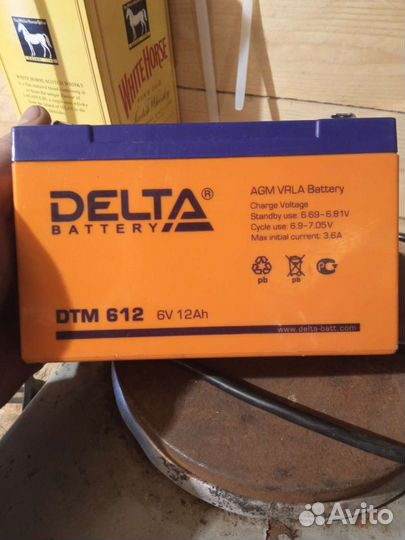 WHITE HORSE
DELTA®
BATTERY
AGM VRLA Battery
Charge Voltage
Standby use: 6.69-6.81V
Cycle use: 6.9-7.05V
Max initial current: 3.6A
pb
pb
DTM 612 6V 12Ah
www.delta-batt.com
Avito